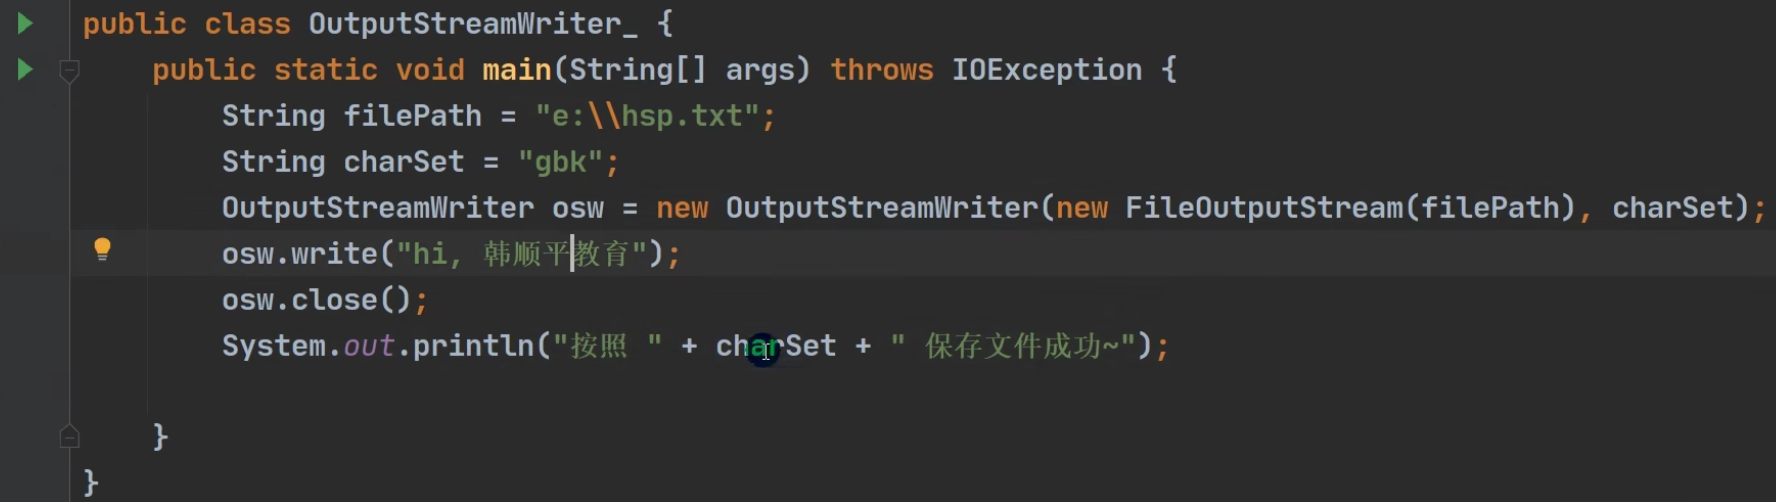 public class OutputStreamWriter_ {
public static void main(String[] args) throws IOException {
String filePath = "e:\\hsp.txt";
String charSet = "gbk";
OutputStreamWriter osw = new OutputStreamWriter(new FileOutputStream(filePath), charSet);
osw.write("hi, 韩顺平教育");
osw.close();
System.out.println("按照 " + charSet + " 保存文件成功~");
}
}